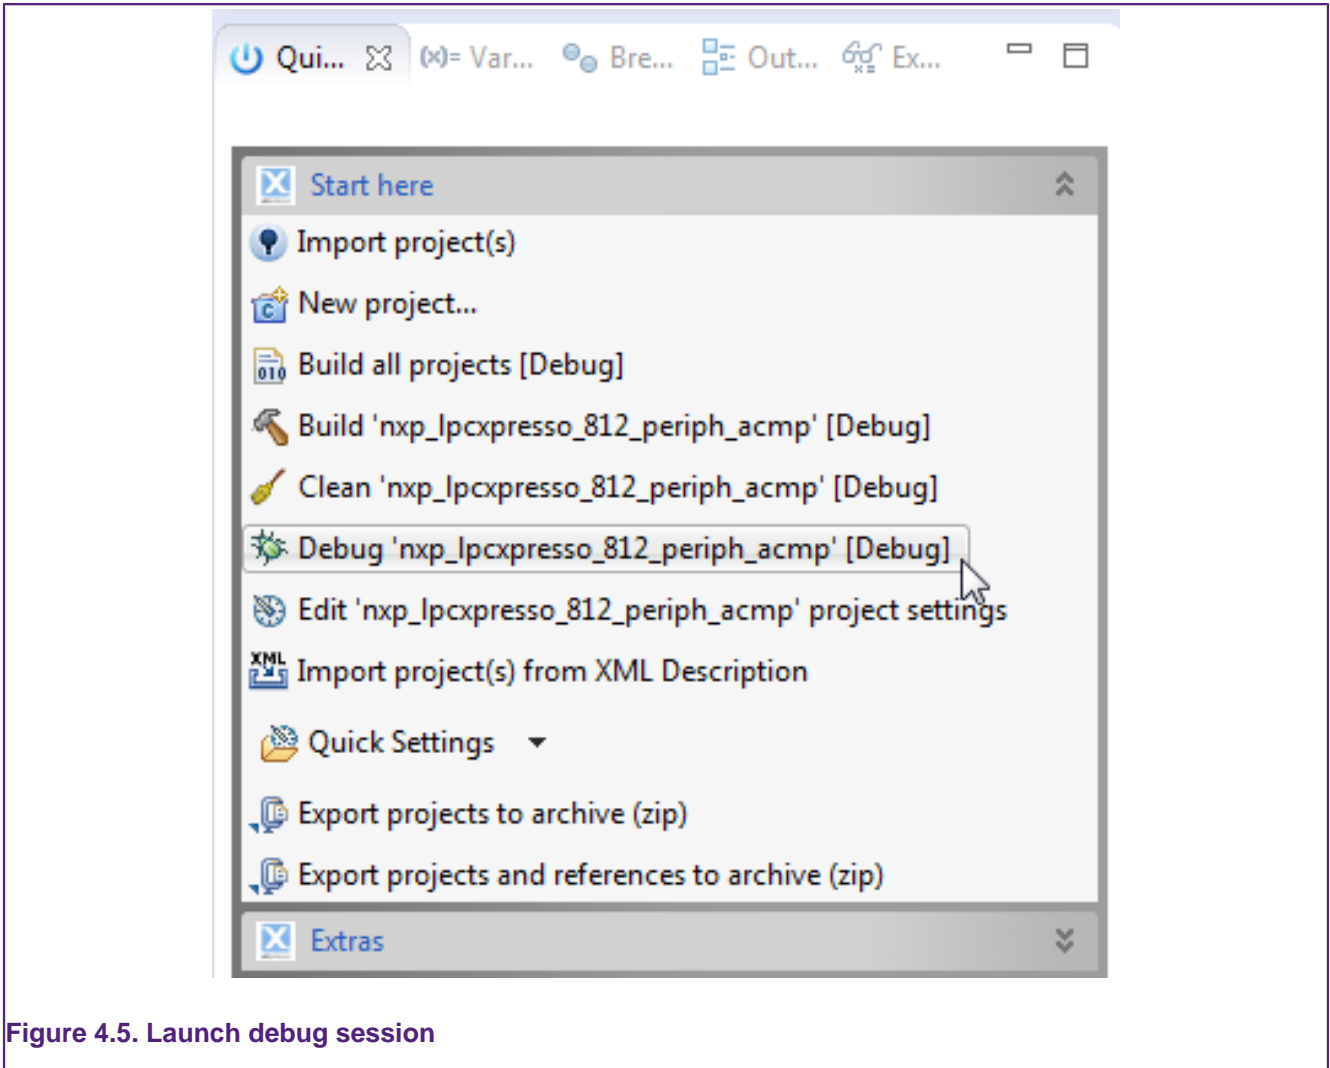 Qui... (x)= Var... Bre... Out... Ex...
Start here
Import project(s)
New project...
Build all projects [Debug]
Build 'nxp_lpcxpresso_812_periph_acmp' [Debug]
Clean 'nxp_lpcxpresso_812_periph_acmp' [Debug]
Debug 'nxp_lpcxpresso_812_periph_acmp' [Debug]
Edit 'nxp_lpcxpresso_812_periph_acmp' project settings
XML Import project(s) from XML Description
Quick Settings
Export projects to archive (zip)
Export projects and references to archive (zip)
Extras
Figure 4.5. Launch debug session